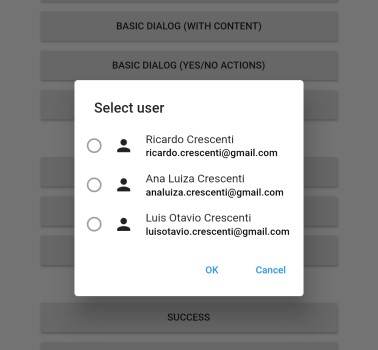 BASIC DIALOG (WITH CONTENT)
BASIC DIALOG (YES/NO ACTIONS)
Select user
Ricardo Crescenti
ricardo.crescenti@gmail.com
Ana Luiza Crescenti
analuiza.crescenti@gmail.com
Luis Otavio Crescenti
luisotavio.crescenti@gmail.com
OK Cancel
SUCCESS